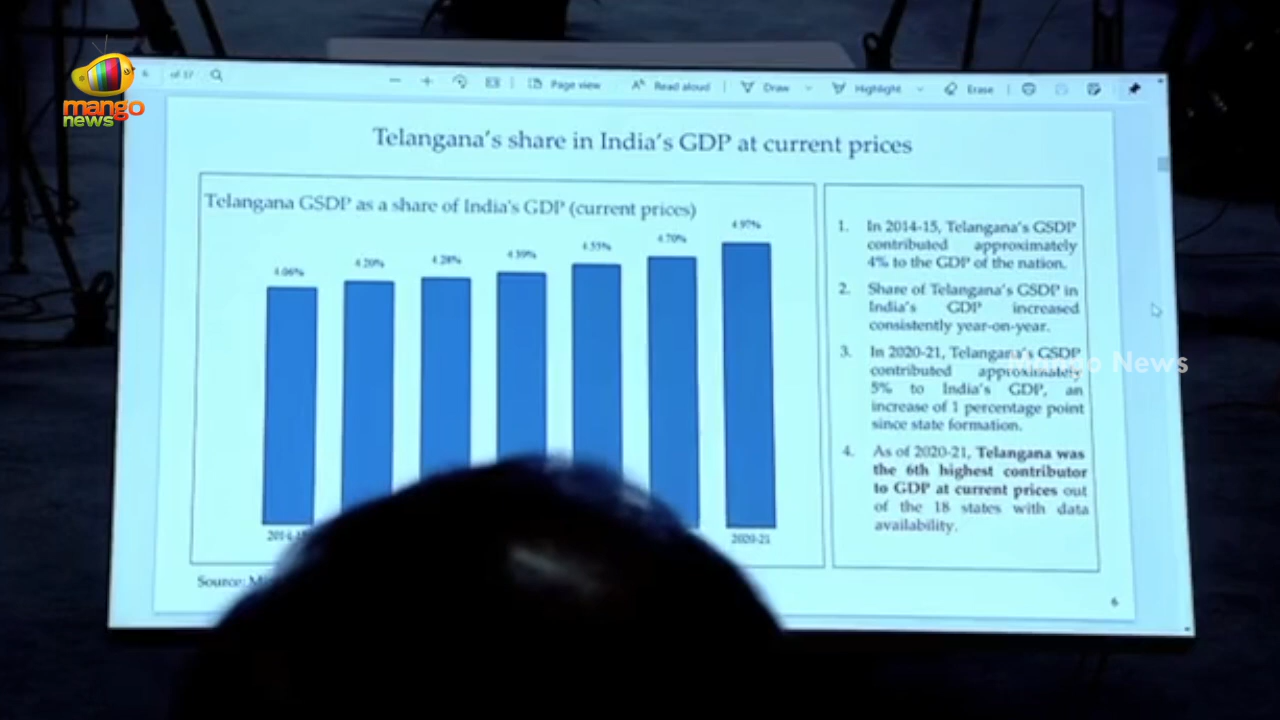 mango
news
6 of 37
Page view
Read aloud
Draw
Highlight
Erase
Telangana's share in India's GDP at current prices
Telangana GSDP as a share of India's GDP (current prices)
4.06%
4.20%
4.28%
4.39%
4.55%
4.70%
4.97%
2020-21
1. In 2014-15, Telangana's GSDP
contributed approximately
4% to the GDP of the nation.
2. Share of Telangana's GSDP in
India's GDP increased
consistently year-on-year.
3. In 2020-21, Telangana's GSDP
contributed approximately
5% to India's GDP, an
increase of 1 percentage point
since state formation.
4. As of 2020-21, Telangana was
the 6th highest contributor
to GDP at current prices out
of the 18 states with data
availability.
Mango News
Source:
6